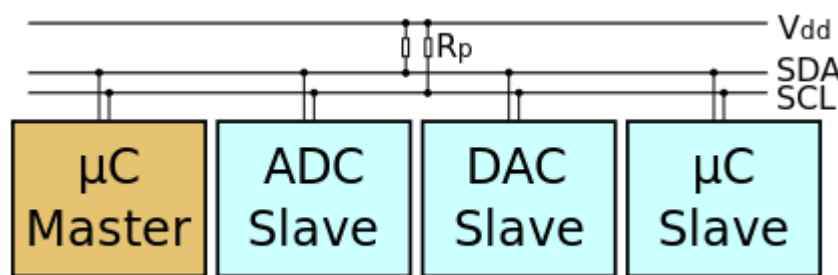 Vdd
Rp
SDA
SCL
µC
Master
ADC
Slave
DAC
Slave
µC
Slave